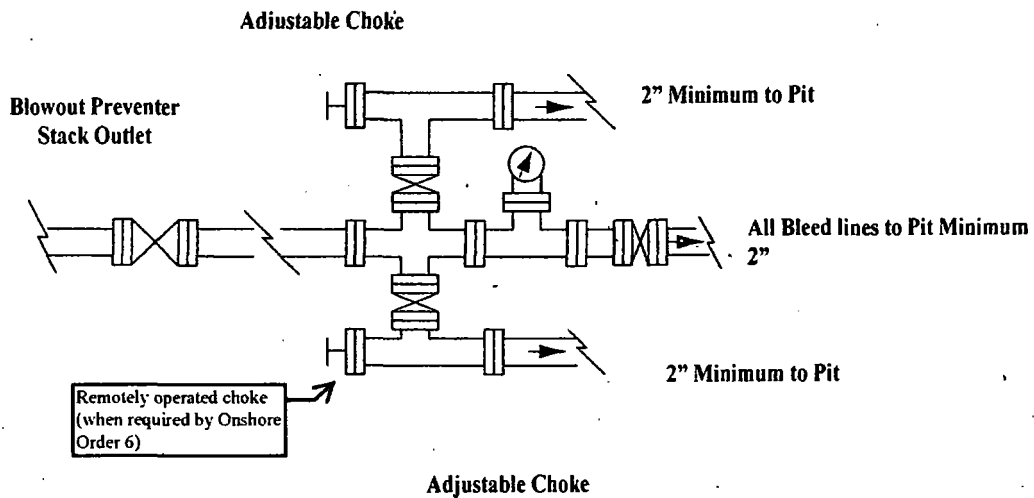 Adjustable Choke
Blowout Preventer
Stack Outlet
2" Minimum to Pit
All Bleed lines to Pit Minimum
2"
2" Minimum to Pit
Remotely operated choke
(when required by Onshore
Order 6)
Adjustable Choke